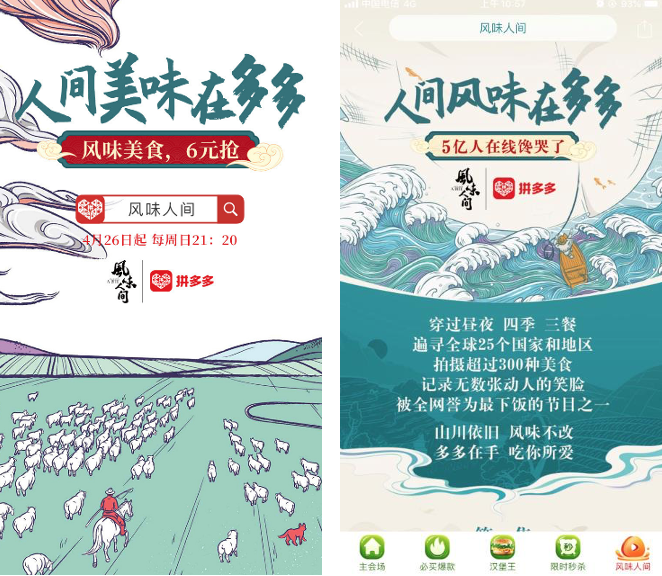 人间美味在多多
风味美食，6元抢
风味人间
4月26日起 每周日21：20
風味人间
拼多多
中国电信 4G 上午10:57
风味人间
人间风味在多多
5亿人在线馋哭了
風味人间
拼多多
穿过昼夜 四季 三餐
遍寻全球25个国家和地区
拍摄超过300种美食
记录无数张动人的笑脸
被全网誉为最下饭的节目之一
山川依旧 风味不改
多多在手 吃你所爱
主会场
必买爆款
汉堡王
限时秒杀
秒
风味人间